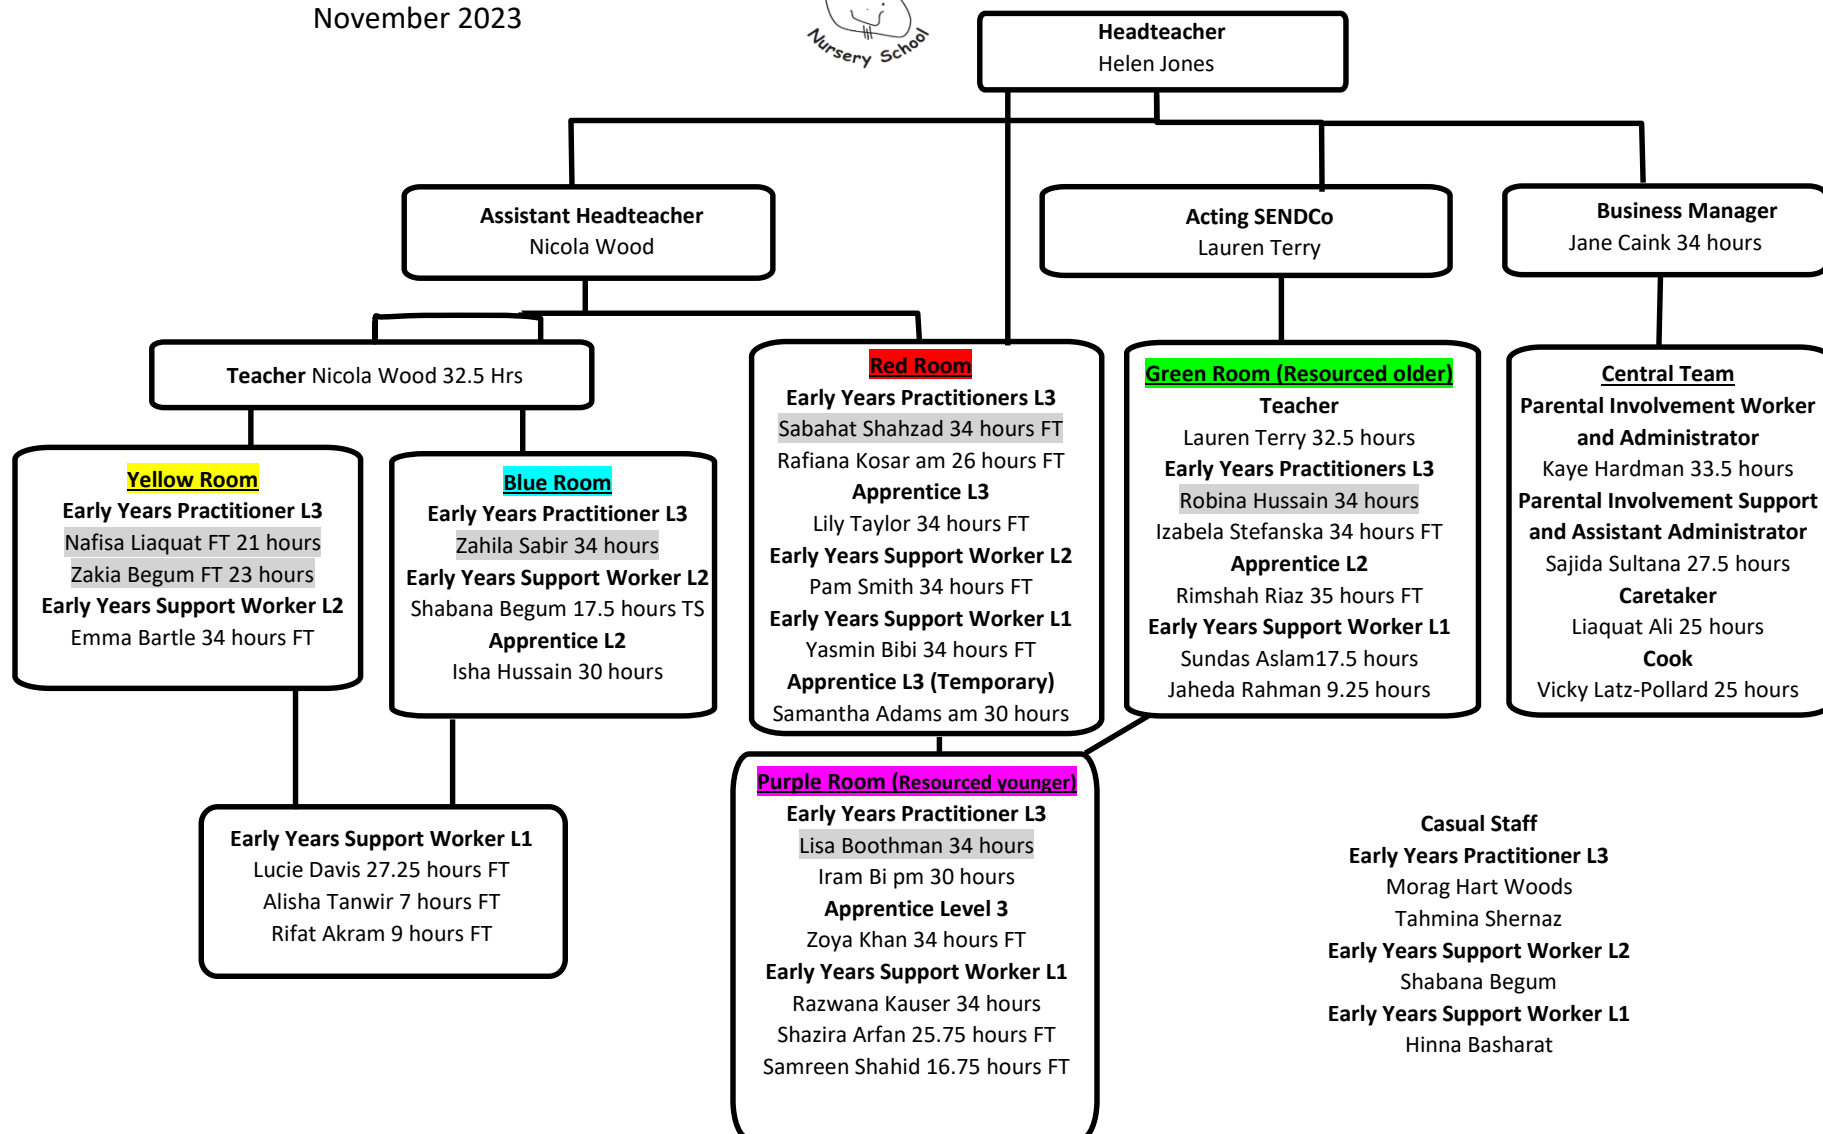 November 2023
Nursery School
Headteacher
Helen Jones
Assistant Headteacher
Nicola Wood
Acting SENDCo
Lauren Terry
Business Manager
Jane Caink 34 hours
Teacher Nicola Wood 32.5 Hrs
Yellow Room
Early Years Practitioner L3
Nafisa Liaquat FT 21 hours
Zakia Begum FT 23 hours
Early Years Support Worker L2
Emma Bartle 34 hours FT
Blue Room
Early Years Practitioner L3
Zahila Sabir 34 hours
Early Years Support Worker L2
Shabana Begum 17.5 hours TS
Apprentice L2
Isha Hussain 30 hours
Red Room
Early Years Practitioners L3
Sabahat Shahzad 34 hours FT
Rafiana Kosar am 26 hours FT
Apprentice L3
Lily Taylor 34 hours FT
Early Years Support Worker L2
Pam Smith 34 hours FT
Early Years Support Worker L1
Yasmin Bibi 34 hours FT
Apprentice L3 (Temporary)
Samantha Adams am 30 hours
Green Room (Resourced older)
Teacher
Lauren Terry 32.5 hours
Early Years Practitioners L3
Robina Hussain 34 hours
Izabela Stefanska 34 hours FT
Apprentice L2
Rimshah Riaz 35 hours FT
Early Years Support Worker L1
Sundas Aslam17.5 hours
Jaheda Rahman 9.25 hours
Central Team
Parental Involvement Worker
and Administrator
Kaye Hardman 33.5 hours
Parental Involvement Support
and Assistant Administrator
Sajida Sultana 27.5 hours
Caretaker
Liaquat Ali 25 hours
Cook
Vicky Latz-Pollard 25 hours
Early Years Support Worker L1
Lucie Davis 27.25 hours FT
Alisha Tanwir 7 hours FT
Rifat Akram 9 hours FT
Purple Room (Resourced younger)
Early Years Practitioner L3
Lisa Boothman 34 hours
Iram Bi pm 30 hours
Apprentice Level 3
Zoya Khan 34 hours FT
Early Years Support Worker L1
Razwana Kauser 34 hours
Shazira Arfan 25.75 hours FT
Samreen Shahid 16.75 hours FT
Casual Staff
Early Years Practitioner L3
Morag Hart Woods
Tahmina Shernaz
Early Years Support Worker L2
Shabana Begum
Early Years Support Worker L1
Hinna Basharat